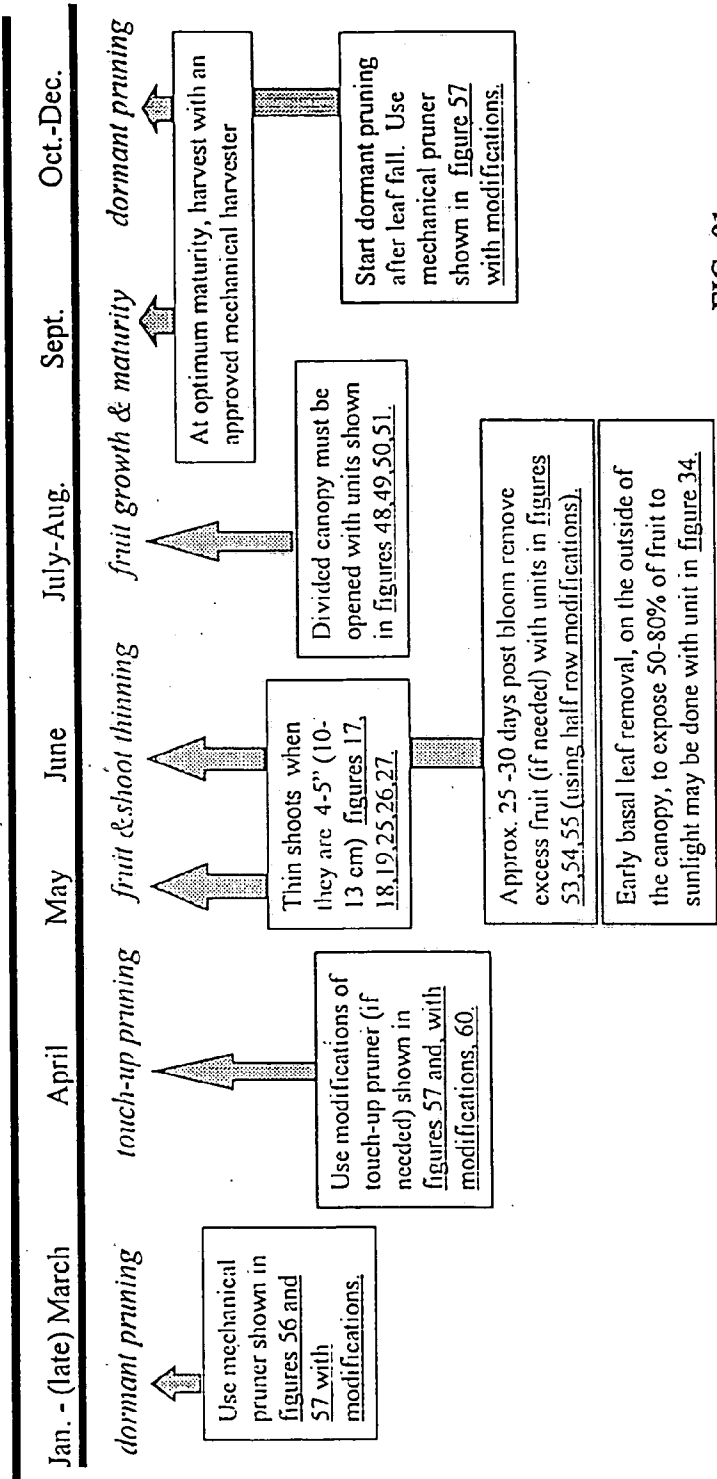 Jan. - (late) March
April
May
June
July-Aug.
Sept.
Oct.-Dec.
dormant pruning
touch-up pruning
fruit &shoot thinning
fruit growth & maturity
dormant pruning
Use mechanical
pruner shown in
figures 56 and
57 with
modifications.
Use modifications of
touch-up pruner (if
needed) shown in
figures 57 and, with
modifications, 60.
Thin shoots when
they are 4-5" (10-
13 cm) figures 17,
18,19,25,26,27.
Approx. 25 -30 days post bloom remove
excess fruit (if needed) with units in figures
53,54,55 (using half row modifications).
Early basal leaf removal, on the outside of
the canopy, to expose 50-80% of fruit to
sunlight may be done with unit in figure 34.
Divided canopy must be
opened with units shown
in figures 48,49,50,51.
At optimum maturity, harvest with an
approved mechanical harvester
Start dormant pruning
after leaf fall. Use
mechanical pruner
shown in figure 57
with modifications.